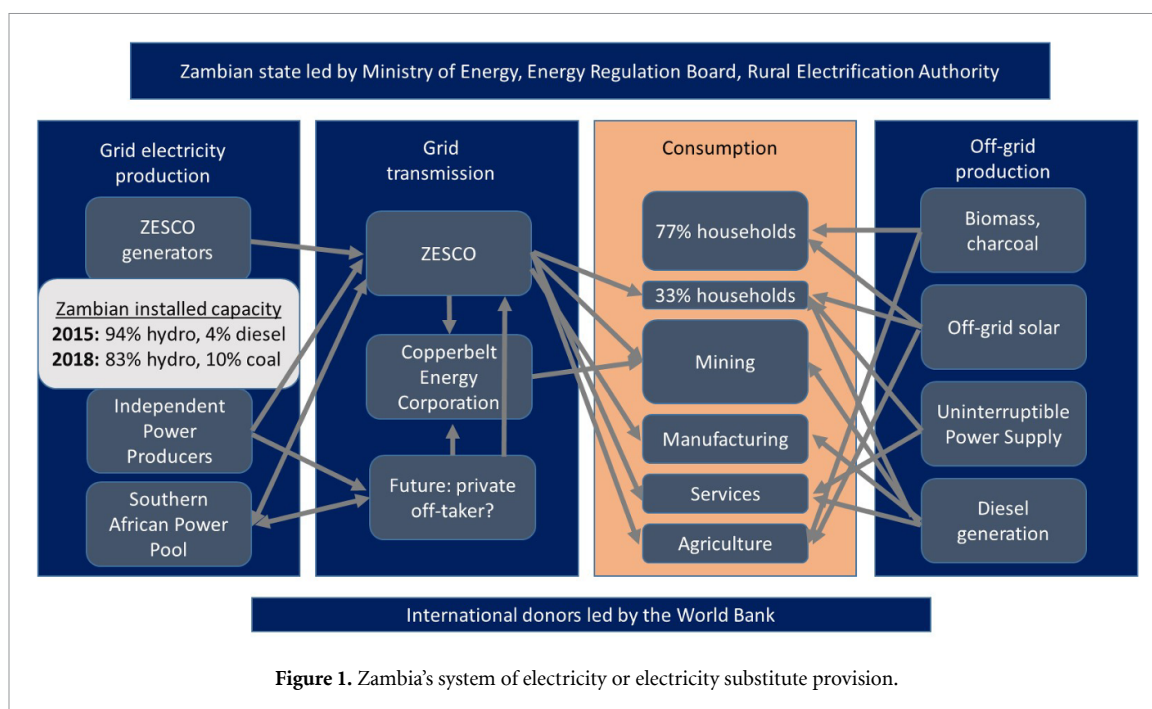 Zambian state led by Ministry of Energy, Energy Regulation Board, Rural Electrification Authority
Grid electricity
production
ZESCO
generators
Zambian installed capacity
2015: 94% hydro, 4% diesel
2018: 83% hydro, 10% coal
Independent
Power
Producers
Southern
African Power
Pool
Grid
transmission
ZESCO
Copperbelt
Energy
Corporation
Future: private
off-taker?
Consumption
77% households
33% households
Mining
Manufacturing
Services
Agriculture
Off-grid
production
Biomass,
charcoal
Off-grid solar
Uninterruptible
Power Supply
Diesel
generation
International donors led by the World Bank
Figure 1. Zambia's system of electricity or electricity substitute provision.